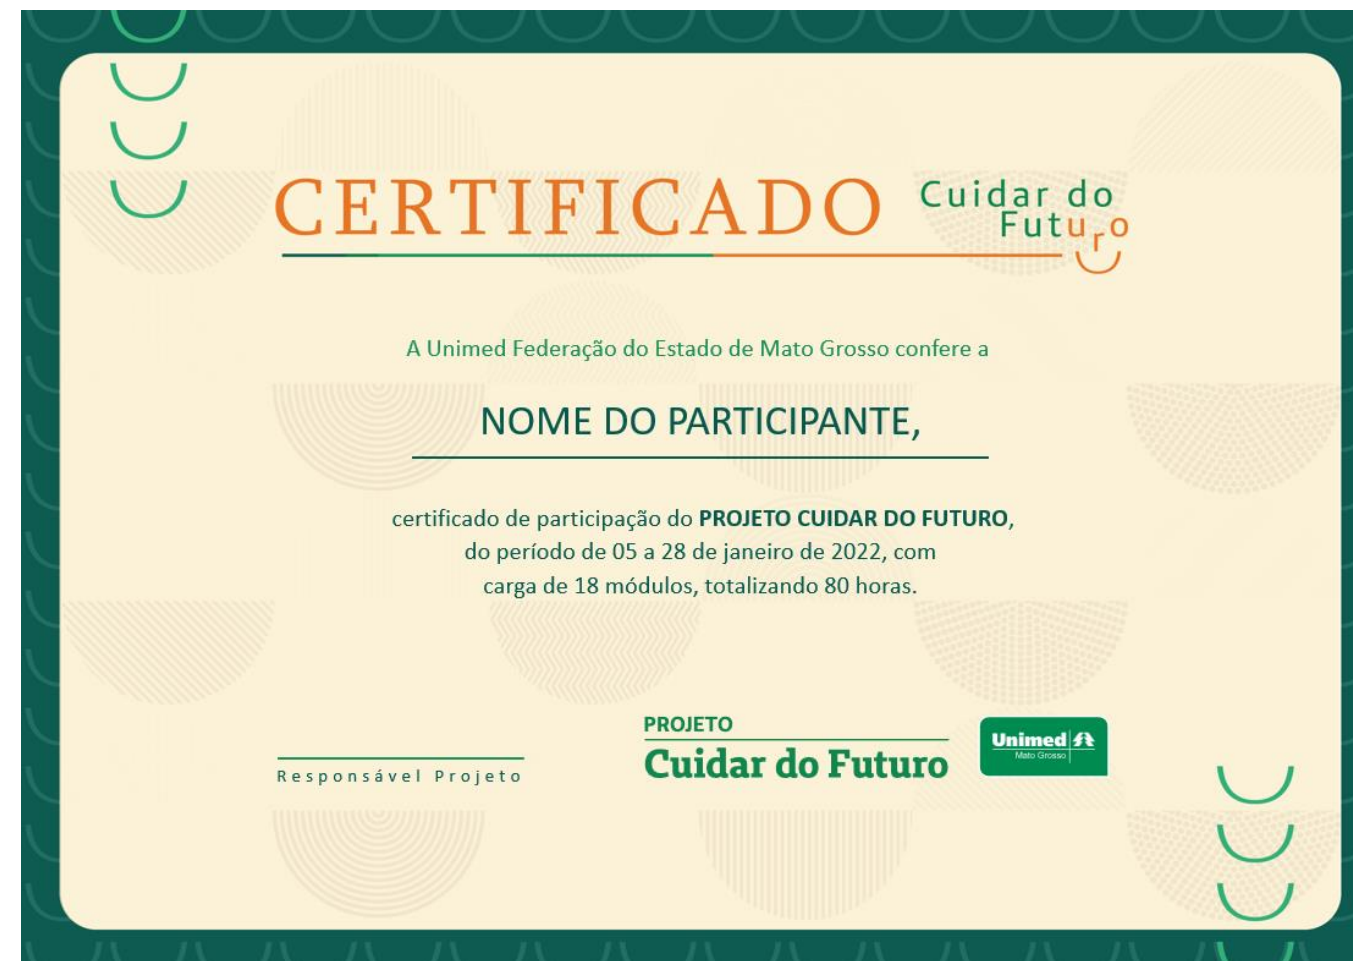 CERTIFICADO
Cuidar do
Futuro
A Unimed Federação do Estado de Mato Grosso confere a
NOME DO PARTICIPANTE,
certificado de participação do PROJETO CUIDAR DO FUTURO,
do período de 05 a 28 de janeiro de 2022, com
carga de 18 módulos, totalizando 80 horas.
Responsável Projeto
PROJETO
Cuidar do Futuro
Unimed
Mato Grosso